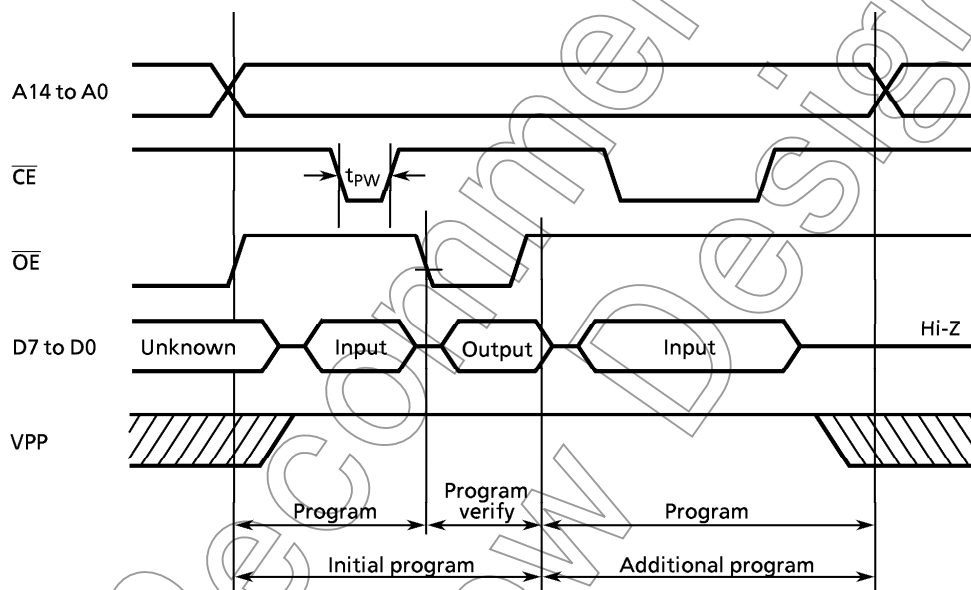 A14 to A0
CE
tPW
OE
D7 to D0
Unknown
Input
Output
Input
Hi-Z
VPP
Program
Program
verify
Program
Initial program
Additional program